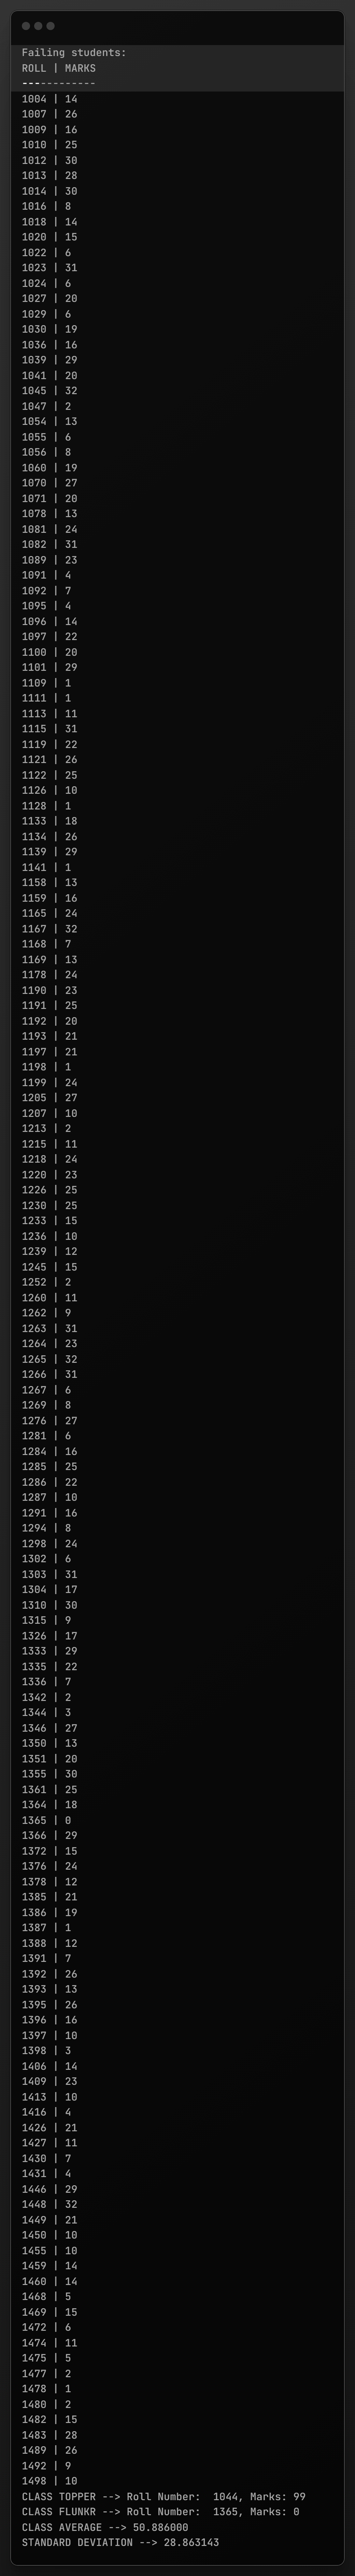 Failing students:
ROLL | MARKS
------------
1004 | 14
1007 | 26
1009 | 16
1010 | 25
1012 | 30
1013 | 28
1014 | 30
1016 | 8
1018 | 14
1020 | 15
1022 | 6
1023 | 31
1024 | 6
1027 | 20
1029 | 6
1030 | 19
1036 | 16
1039 | 29
1041 | 20
1045 | 32
1047 | 2
1054 | 13
1055 | 6
1056 | 8
1060 | 19
1070 | 27
1071 | 20
1078 | 13
1081 | 24
1082 | 31
1089 | 23
1091 | 4
1092 | 7
1095 | 4
1096 | 14
1097 | 22
1100 | 20
1101 | 29
1109 | 1
1111 | 1
1113 | 11
1115 | 31
1119 | 22
1121 | 26
1122 | 25
1126 | 10
1128 | 1
1133 | 18
1134 | 26
1139 | 29
1141 | 1
1158 | 13
1159 | 16
1165 | 24
1167 | 32
1168 | 7
1169 | 13
1178 | 24
1190 | 23
1191 | 25
1192 | 20
1193 | 21
1197 | 21
1198 | 1
1199 | 24
1205 | 27
1207 | 10
1213 | 2
1215 | 11
1218 | 24
1220 | 23
1226 | 25
1230 | 25
1233 | 15
1236 | 10
1239 | 12
1245 | 15
1252 | 2
1260 | 11
1262 | 9
1263 | 31
1264 | 23
1265 | 32
1266 | 31
1267 | 6
1269 | 8
1276 | 27
1281 | 6
1284 | 16
1285 | 25
1286 | 22
1287 | 10
1291 | 16
1294 | 8
1298 | 24
1302 | 6
1303 | 31
1304 | 17
1310 | 30
1315 | 9
1326 | 17
1333 | 29
1335 | 22
1336 | 7
1342 | 2
1344 | 3
1346 | 27
1350 | 13
1351 | 20
1355 | 30
1361 | 25
1364 | 18
1365 | 0
1366 | 29
1372 | 15
1376 | 24
1378 | 12
1385 | 21
1386 | 19
1387 | 1
1388 | 12
1391 | 7
1392 | 26
1393 | 13
1395 | 26
1396 | 16
1397 | 10
1398 | 3
1406 | 14
1409 | 23
1413 | 10
1416 | 4
1426 | 21
1427 | 11
1430 | 7
1431 | 4
1446 | 29
1448 | 32
1449 | 21
1450 | 10
1455 | 10
1459 | 14
1460 | 14
1468 | 5
1469 | 15
1472 | 6
1474 | 11
1475 | 5
1477 | 2
1478 | 1
1480 | 2
1482 | 15
1483 | 28
1489 | 26
1492 | 9
1498 | 10
CLASS TOPPER --> Roll Number:  1044, Marks: 99
CLASS FLUNKR --> Roll Number:  1365, Marks: 0
CLASS AVERAGE --> 50.886000
STANDARD DEVIATION --> 28.863143